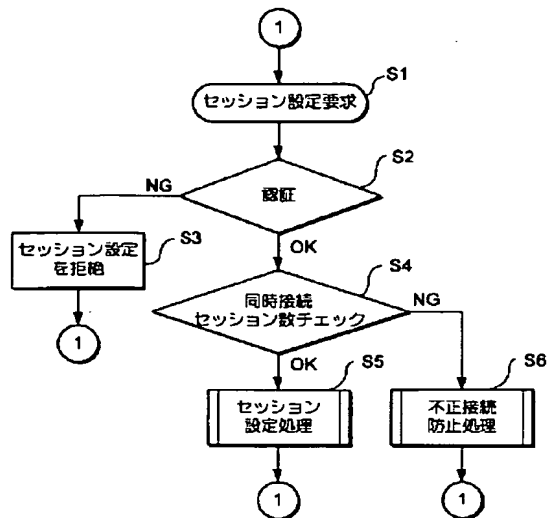 1
S1
セッション設定要求
S2
NG
認証
S3
セッション設定
を拒絶
OK
S4
同時接続
セッション数チェック
NG
1
OK
S5
S6
セッション
設定処理
不正接続
防止処理
1
1